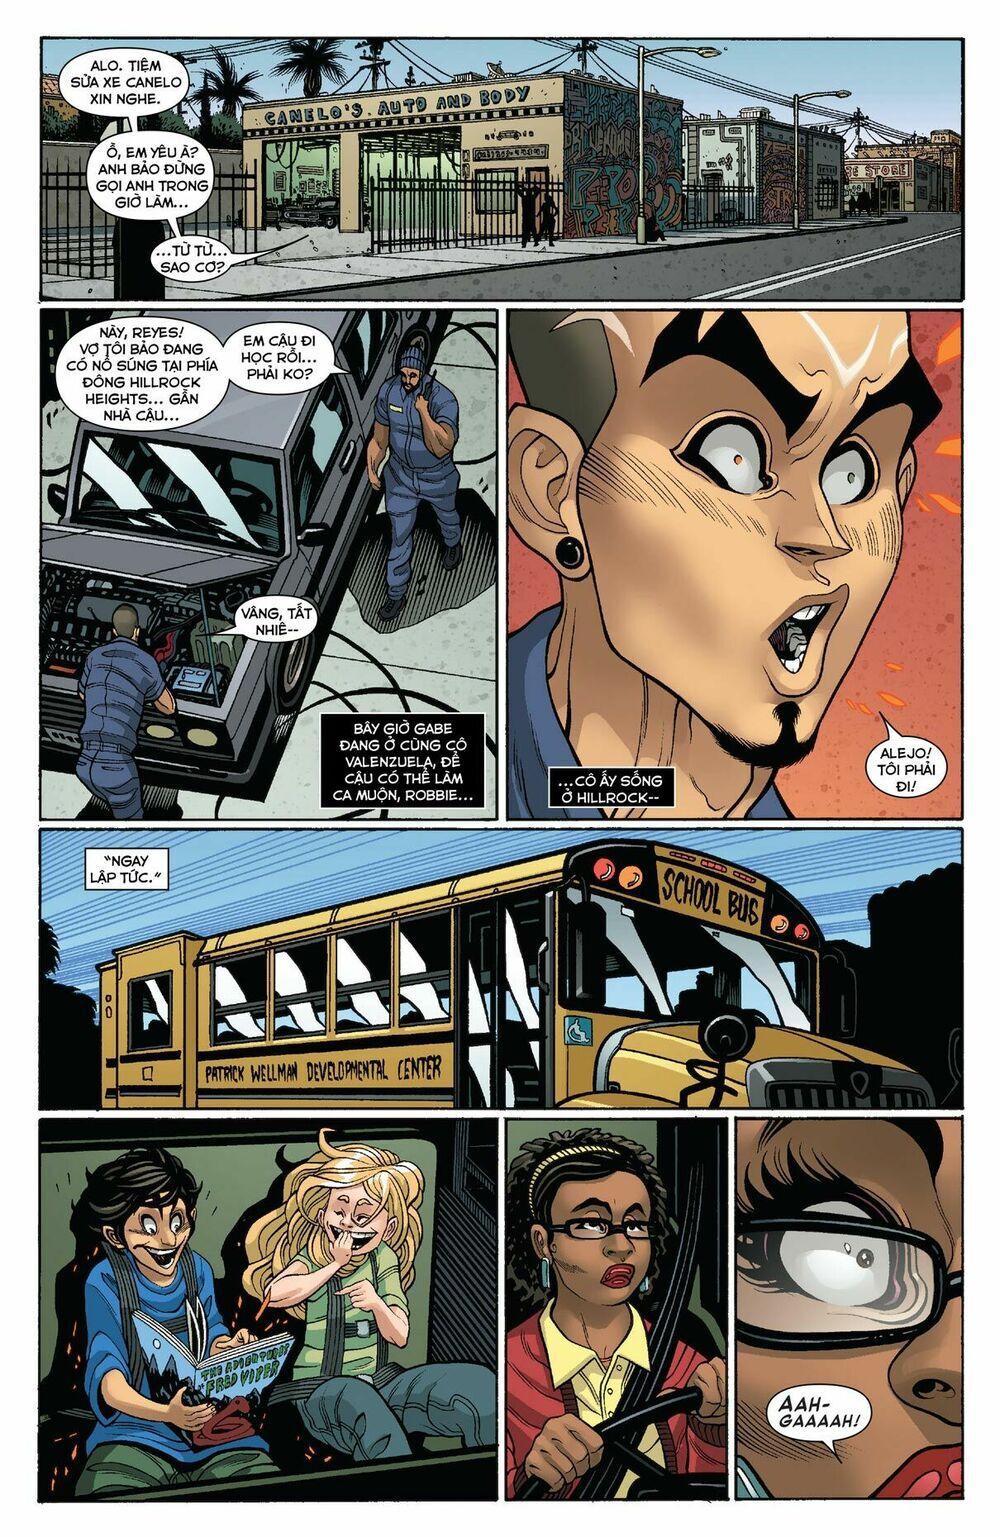 ALO. TIỆM
SỬA XE CANELO
XIN NGHE.
Ồ, EM YÊU À?
ANH BẢO ĐỪNG
GỌI ANH TRONG
GIỜ LÀM...
...TỪ TỪ...
SAO CƠ?
CANELO'S AUTO AND BODY
STORE
NÀY, REYES!
VỢ TÔI BẢO ĐANG
CÓ NỔ SÚNG TẠI PHÍA
ĐÔNG HILLROCK
HEIGHTS... GẦN
NHÀ CẬU...
EM CẬU ĐI
HỌC RỒI...
PHẢI KO?
VÂNG, TẤT
NHIÊ--
BÂY GIỜ GABE
ĐANG Ở CÙNG CÔ
VALENZUELA, ĐỂ
CẬU CÓ THỂ LÀM
CA MUỘN, ROBBIE...
...CÔ ẤY SỐNG
Ở HILLROCK--
ALEJO!
TÔI PHẢI
ĐI!
"NGAY
LẬP TỨC."
SCHOOL BUS
PATRICK WELLMAN DEVELOPMENTAL CENTER
THE ADVENTURES
OF FRED VIPER
AAH-
GAAAAH!